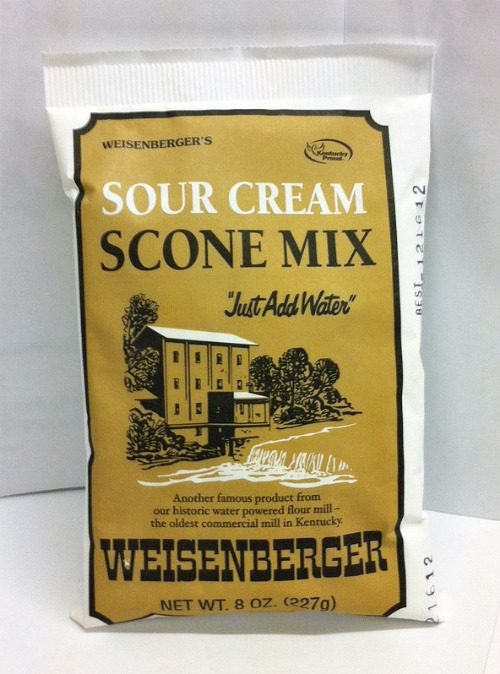 WEISENBERGER'S
Kentucky
Proud
SOUR CREAM
SCONE MIX
"Just Add Water"
Another famous product from
our historic water powered flour mill –
the oldest commercial mill in Kentucky.
WEISENBERGER
NET WT. 8 OZ. (227g)
BEST 121612
21612